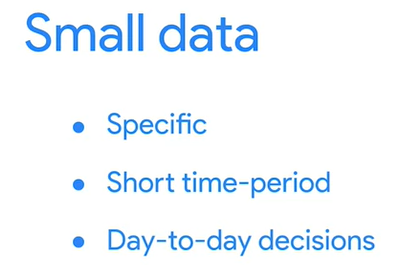 Small data
• Specific
• Short time-period
• Day-to-day decisions